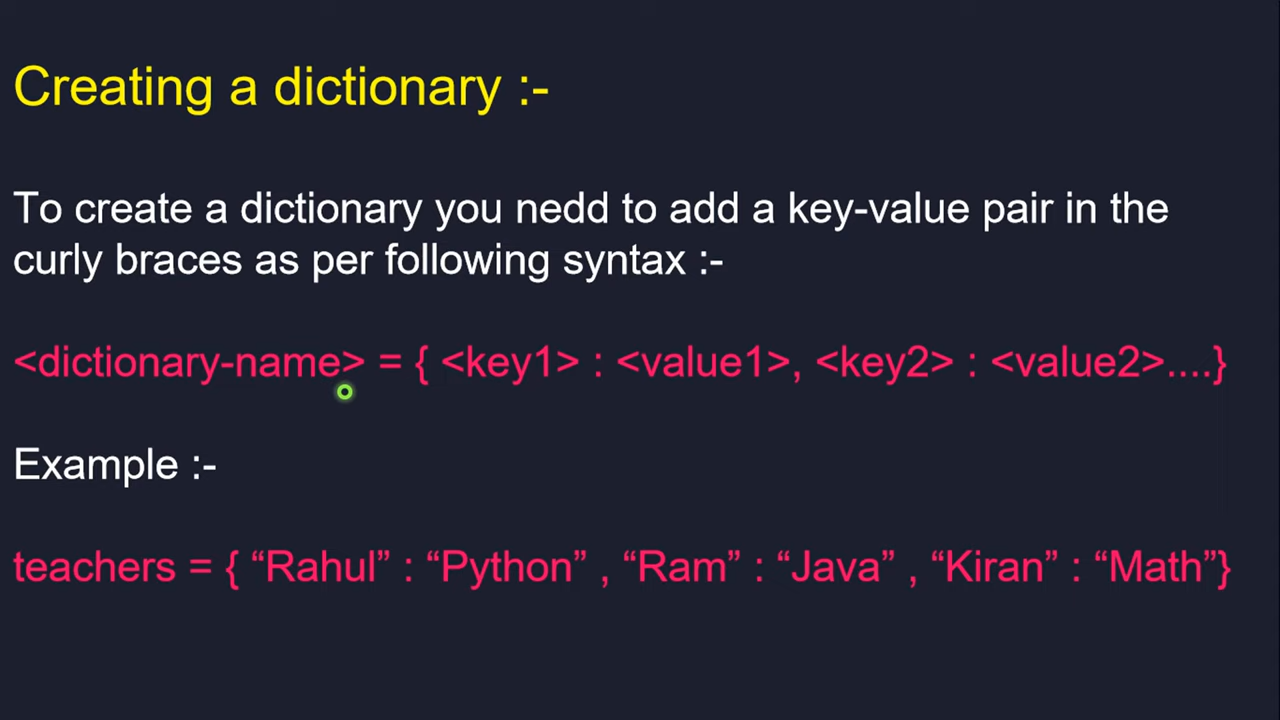 Creating a dictionary :-
To create a dictionary you nedd to add a key-value pair in the
curly braces as per following syntax :-
<dictionary-name> = { <key1> : <value1>, <key2> : <value2>....}
Example :-
teachers = { “Rahul” : “Python” , “Ram” : “Java” , “Kiran” : “Math”}